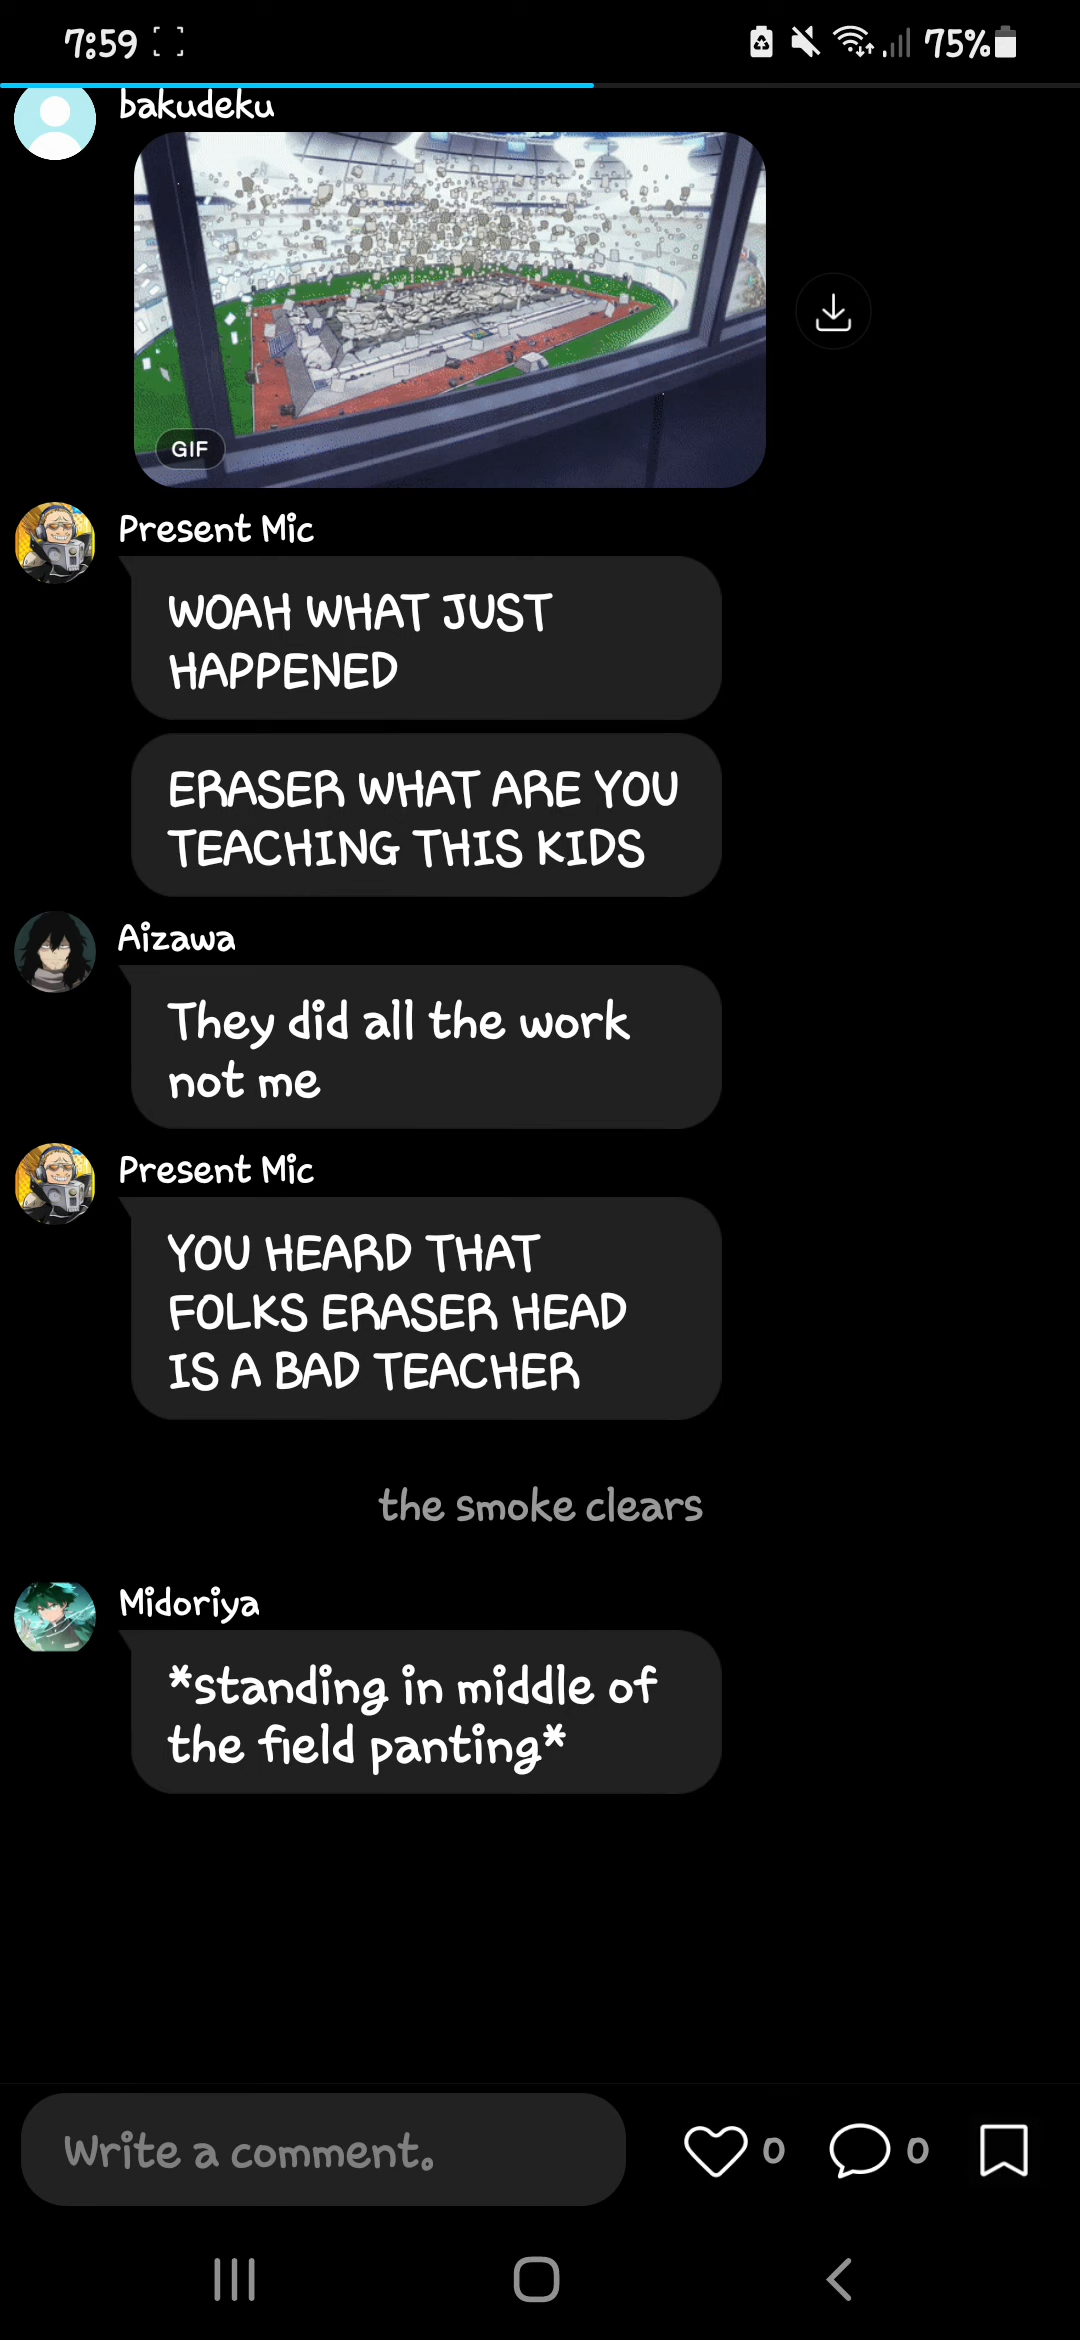 7:59
75%
bakudeku
GIF
Present Mic
WOAH WHAT JUST
HAPPENED
ERASER WHAT ARE YOU
TEACHING THIS KIDS
Aizawa
They did all the work
not me
Present Mic
YOU HEARD THAT
FOLKS ERASER HEAD
IS A BAD TEACHER
the smoke clears
Midoriya
*standing in middle of
the field panting*
Write a comment.
0
0